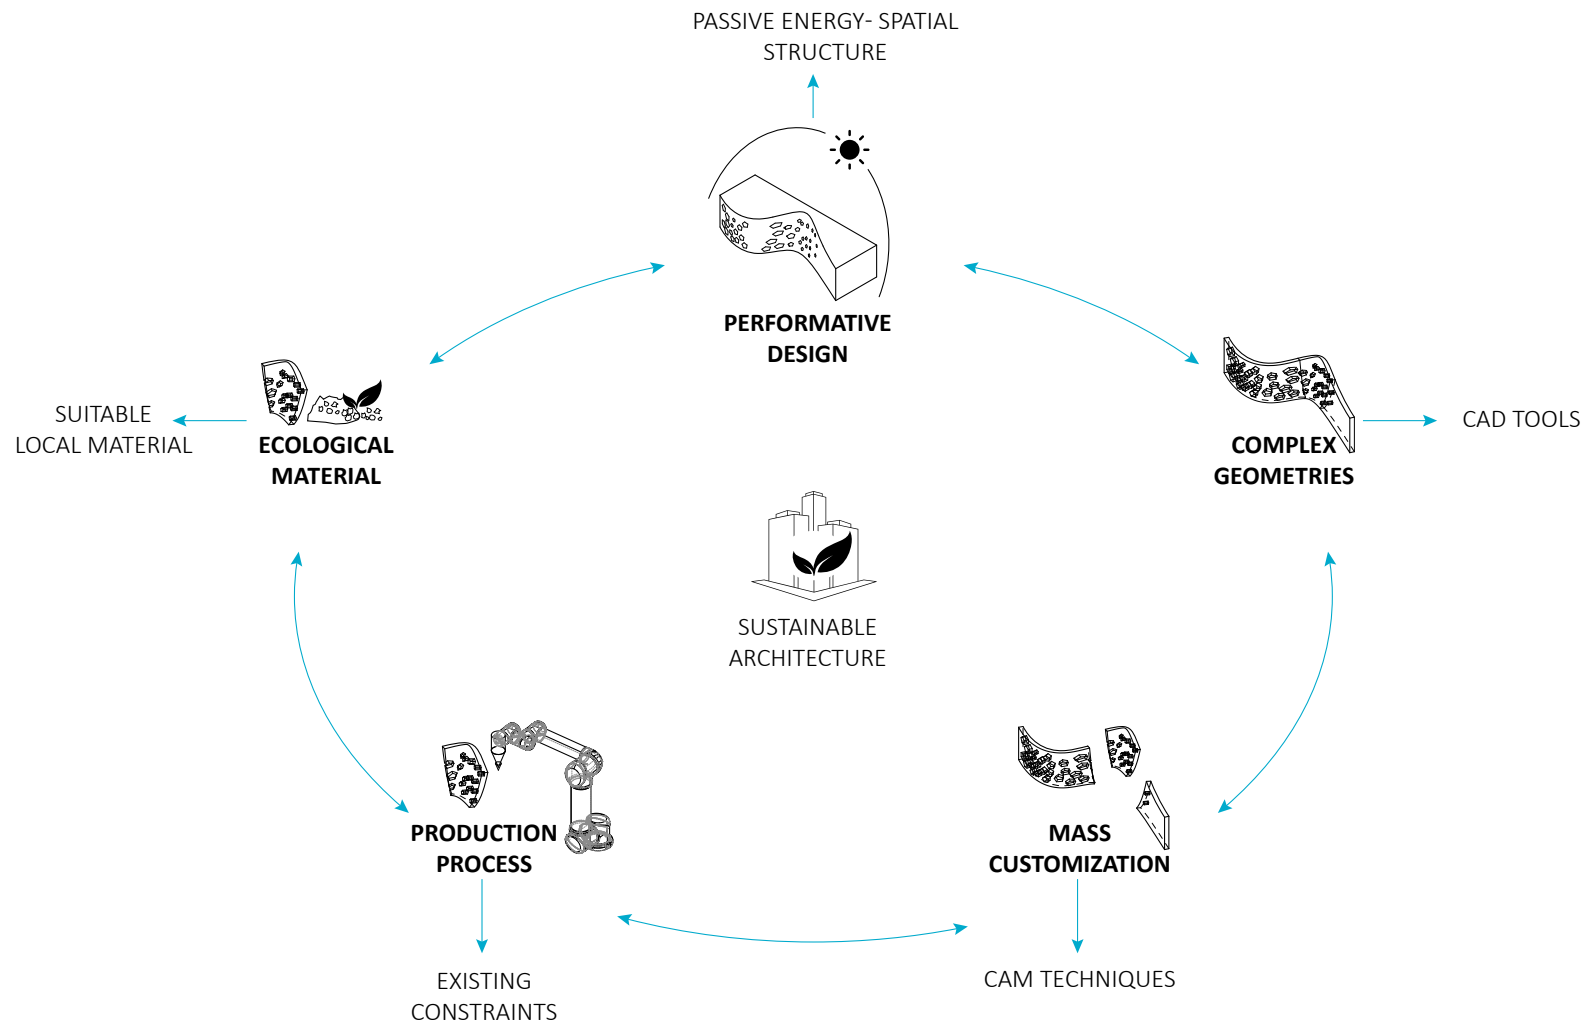 PASSIVE ENERGY- SPATIAL
STRUCTURE
PERFORMATIVE
DESIGN
SUITABLE
LOCAL MATERIAL
ECOLOGICAL
MATERIAL
COMPLEX
GEOMETRIES
CAD TOOLS
SUSTAINABLE
ARCHITECTURE
PRODUCTION
PROCESS
MASS
CUSTOMIZATION
EXISTING
CONSTRAINTS
CAM TECHNIQUES